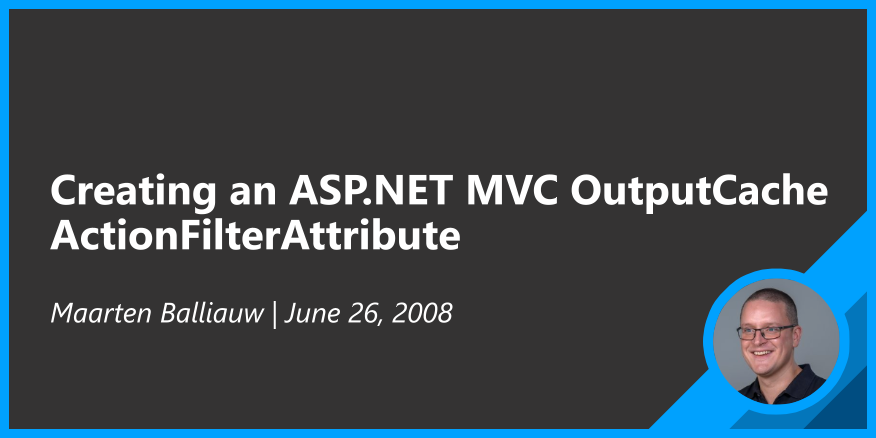 Creating an ASP.NET MVC OutputCache
ActionFilterAttribute
Maarten Balliauw | June 26, 2008